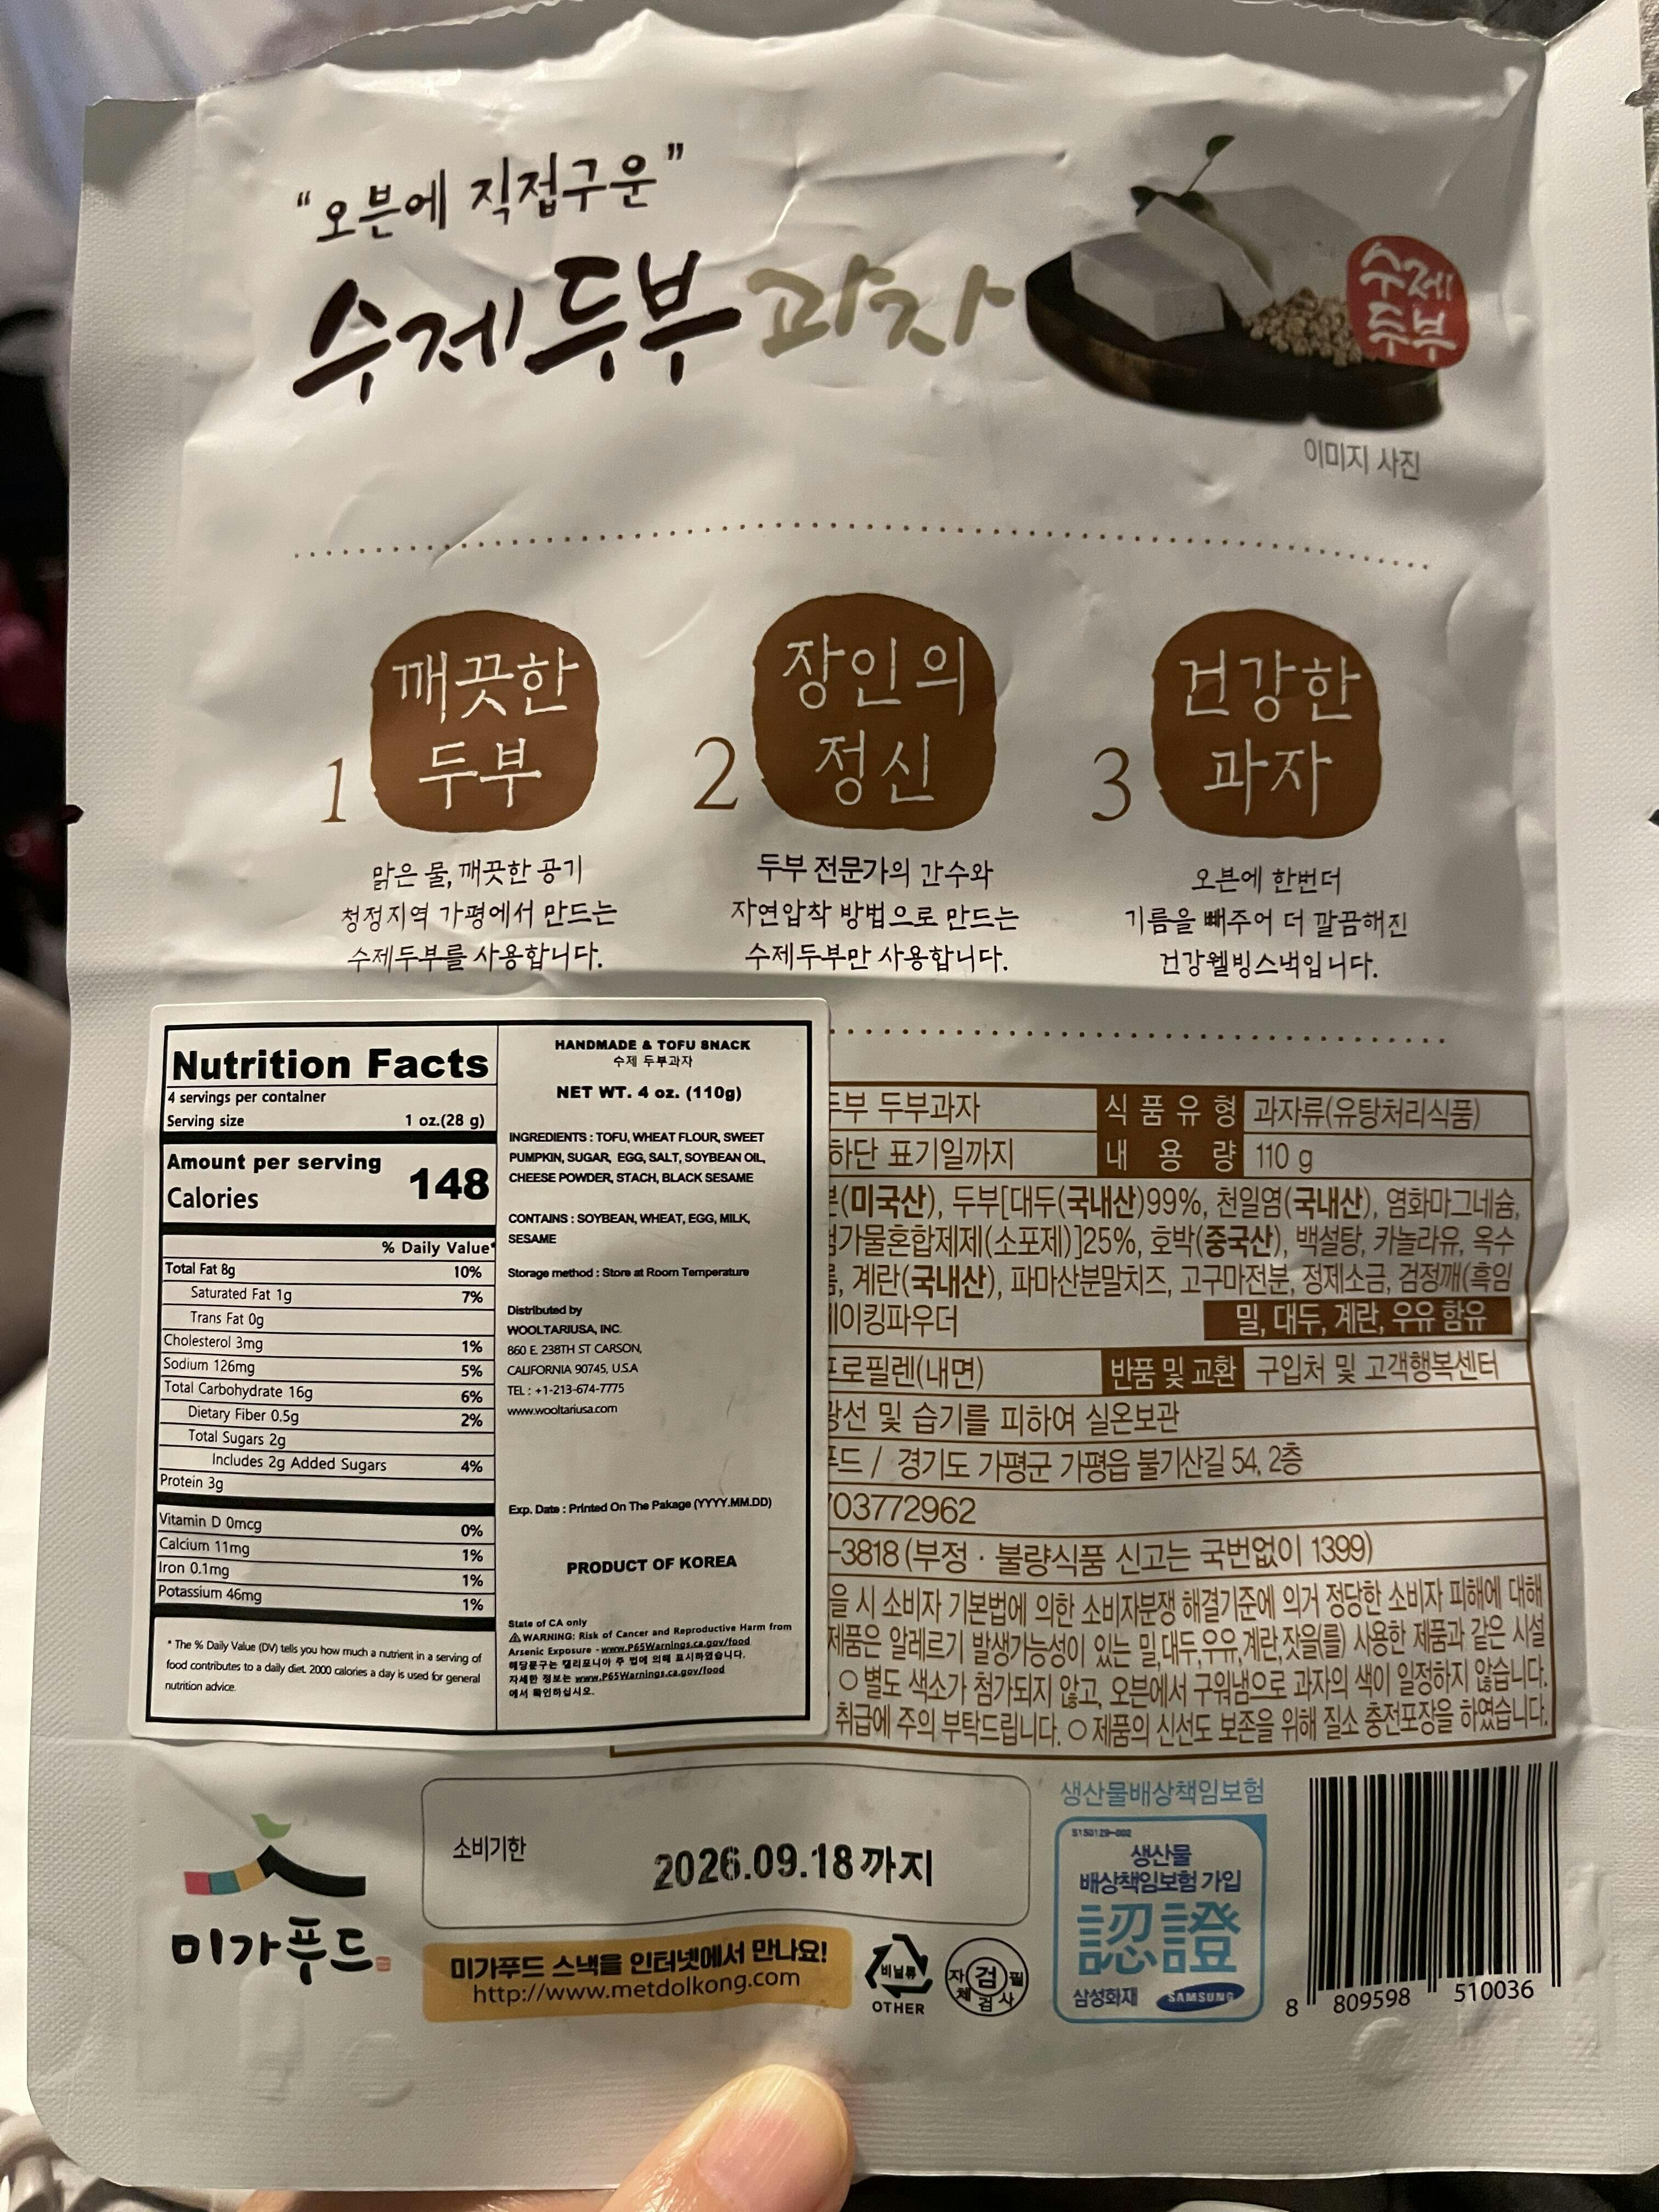 “오븐에 직접구운”
수제두부과자
수제
두부
이미지 사진
1
깨끗한
두부
맑은 물, 깨끗한 공기
청정지역 가평에서 만드는
수제두부를 사용합니다.
2
장인의
정신
두부 전문가의 간수와
자연압착 방법으로 만드는
수제두부만 사용합니다.
3
건강한
과자
오븐에 한번더
기름을 빼주어 더 깔끔해진
건강웰빙스낵입니다.
Nutrition Facts
4 servings per container
Serving size 1 oz.(28 g)
Amount per serving
Calories 148
% Daily Value*
Total Fat 8g 10%
Saturated Fat 1g 7%
Trans Fat 0g
Cholesterol 3mg 1%
Sodium 126mg 5%
Total Carbohydrate 16g 6%
Dietary Fiber 0.5g 2%
Total Sugars 2g
Includes 2g Added Sugars 4%
Protein 3g
Vitamin D 0mcg 0%
Calcium 11mg 1%
Iron 0.1mg 1%
Potassium 46mg 1%
* The % Daily Value (DV) tells you how much a nutrient in a serving of
food contributes to a daily diet. 2000 calories a day is used for general
nutrition advice.
HANDMADE & TOFU SNACK
수제 두부과자
NET WT. 4 oz. (110g)
INGREDIENTS : TOFU, WHEAT FLOUR, SWEET
PUMPKIN, SUGAR, EGG, SALT, SOYBEAN OIL,
CHEESE POWDER, STACH, BLACK SESAME
CONTAINS : SOYBEAN, WHEAT, EGG, MILK,
SESAME
Storage method : Store at Room Temperature
Distributed by
WOOLTARIUSA, INC.
860 E. 238TH ST CARSON,
CALIFORNIA 90745, U.S.A
TEL : +1-213-674-7775
www.wooltariusa.com
Exp. Date : Printed On The Pakage (YYYY.MM.DD)
PRODUCT OF KOREA
State of CA only
⚠ WARNING: Risk of Cancer and Reproductive Harm from
Arsenic Exposure - www.P65Warnings.ca.gov/food
해당문구는 캘리포니아 주 법에 의해 표시하였습니다.
자세한 정보는 www.P65Warnings.ca.gov/food
에서 확인하십시오.
두부 두부과자 식품유형 과자류(유탕처리식품)
하단 표기일까지 내용량 110 g
(미국산), 두부[대두(국내산)99%, 천일염(국내산), 염화마그네슘,
가물혼합제제(소포제)]25%, 호박(중국산), 백설탕, 카놀라유, 옥수
계란(국내산), 파마산분말치즈, 고구마전분, 정제소금, 검정깨(흑임
이킹파우더 밀, 대두, 계란, 우유 함유
로필렌(내면) 반품 및 교환 구입처 및 고객행복센터
광선 및 습기를 피하여 실온보관
드 / 경기도 가평군 가평읍 불기산길 54, 2층
03772962
-3818 (부정 · 불량식품 신고는 국번없이 1399)
을 시 소비자 기본법에 의한 소비자분쟁 해결기준에 의거 정당한 소비자 피해에 대해
제품은 알레르기 발생가능성이 있는 밀,대두,우유,계란,잣을(를) 사용한 제품과 같은 시설
○ 별도 색소가 첨가되지 않고, 오븐에서 구워냄으로 과자의 색이 일정하지 않습니다.
취급에 주의 부탁드립니다. ○ 제품의 신선도 보존을 위해 질소 충전포장을 하였습니다.
미가푸드
소비기한
2026.09.18까지
미가푸드 스낵을 인터넷에서 만나요!
http://www.metdolkong.com
비닐류
OTHER
자체검사필
검
생산물배상책임보험
S150129-002
생산물
배상책임보험 가입
認證
삼성화재 SAMSUNG
8 809598 510036